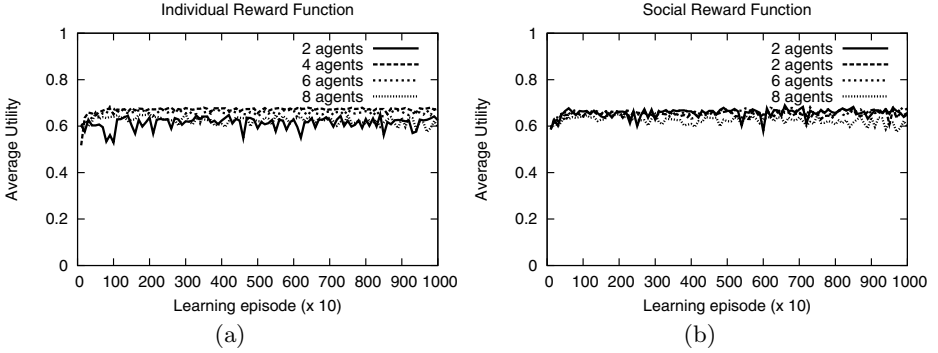 Individual Reward Function
Average Utility
1
0.8
0.6
0.4
0.2
0
2 agents
4 agents
6 agents
8 agents
0 100 200 300 400 500 600 700 800 900 1000
Learning episode (x 10)
(a)
Social Reward Function
Average Utility
1
0.8
0.6
0.4
0.2
0
2 agents
2 agents
6 agents
8 agents
0 100 200 300 400 500 600 700 800 900 1000
Learning episode (x 10)
(b)